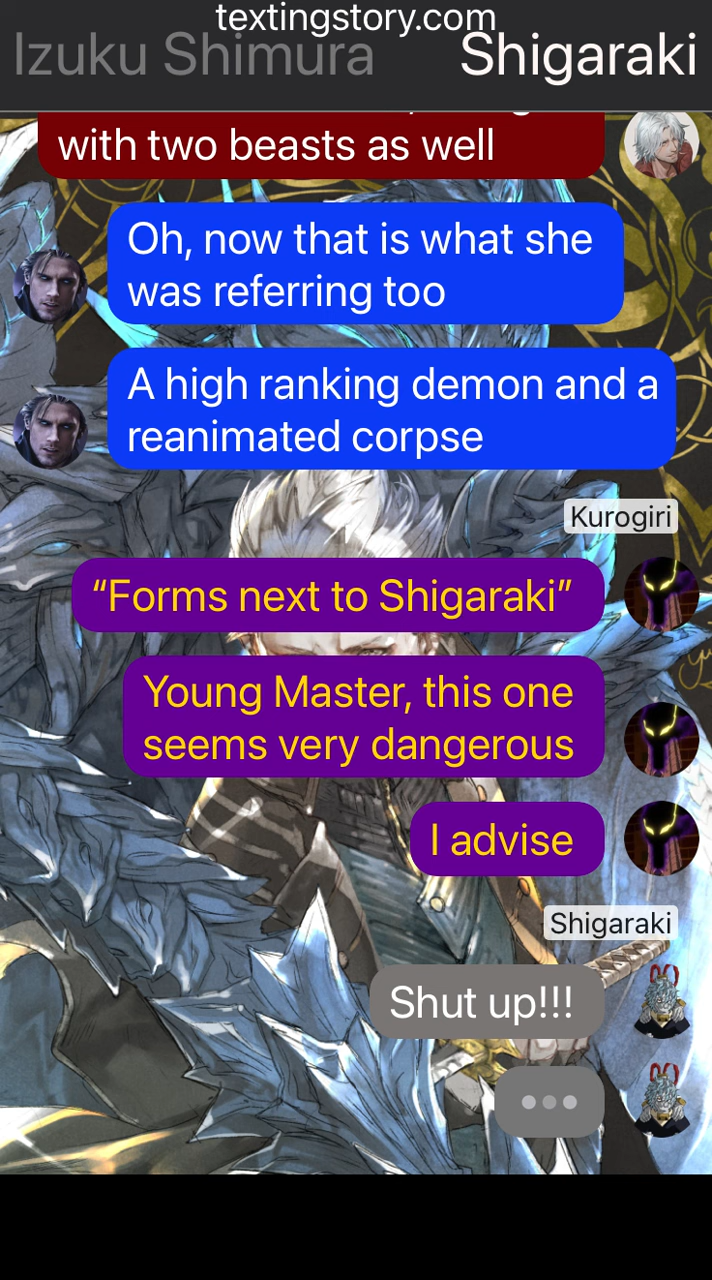 textingstory.com
Izuku Shimura
Shigaraki
with two beasts as well
Oh, now that is what she
was referring too
A high ranking demon and a
reanimated corpse
Kurogiri
“Forms next to Shigaraki”
Young Master, this one
seems very dangerous
I advise
Shigaraki
Shut up!!!